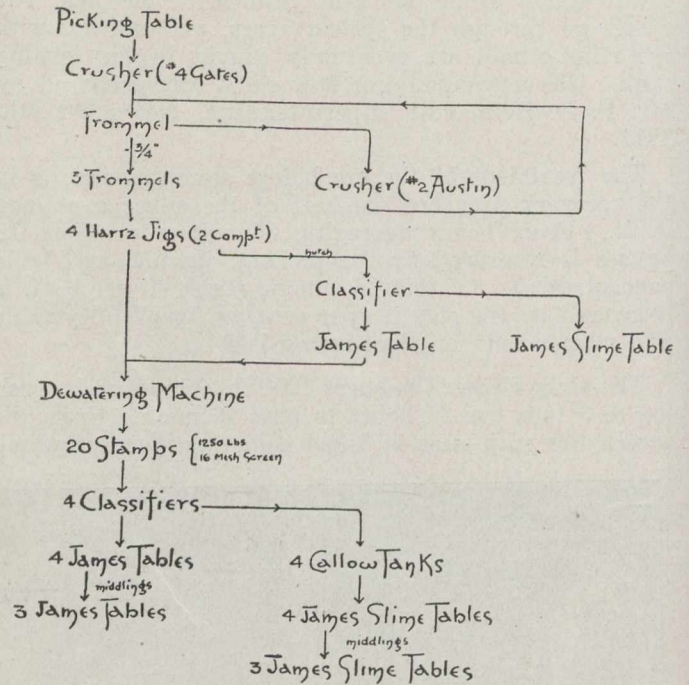 Picking Table
Crusher (#4 Gates)
Trommel
- 3/4"
3 Trommels
Crusher (#2 Austin)
4 Hartz Jigs (2 Compt)
hutch
Classifier
James Table
James Slime Table
Dewatering Machine
20 Stamps { 1250 Lbs
16 Mesh Screen
4 Classifiers
4 James Tables
4 Callow Tanks
middlings
3 James Tables
4 James Slime Tables
middlings
3 James Slime Tables